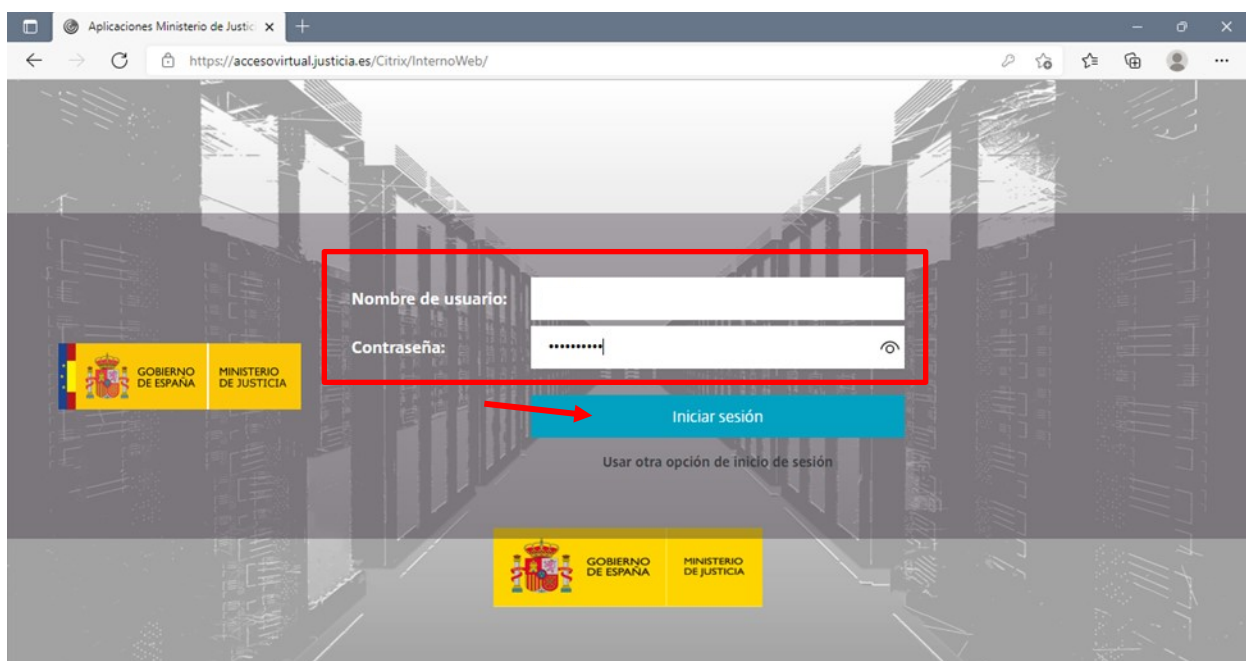 Aplicaciones Ministerio de Justic
https://accesovirtual.justicia.es/Citrix/InternoWeb/
Nombre de usuario:
Contraseña:
GOBIERNO DE ESPAÑA
MINISTERIO DE JUSTICIA
Iniciar sesión
Usar otra opción de inicio de sesión
GOBIERNO DE ESPAÑA
MINISTERIO DE JUSTICIA